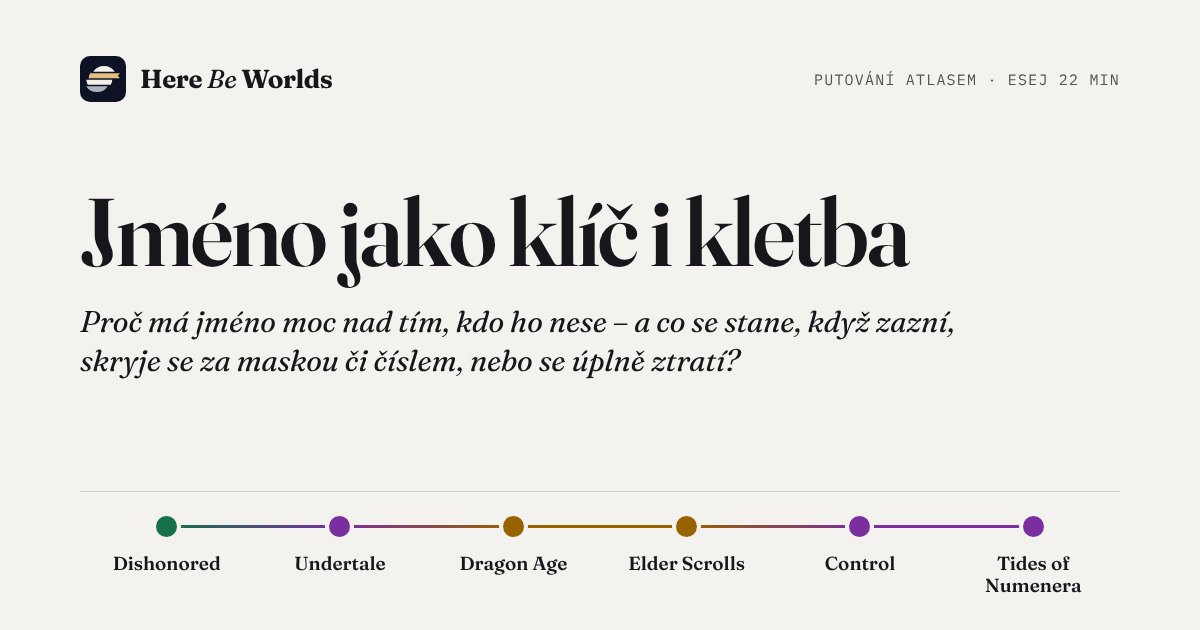 Here Be Worlds
PUTOVÁNÍ ATLASEM · ESEJ 22 MIN
Jméno jako klíč i kletba
Proč má jméno moc nad tím, kdo ho nese – a co se stane, když zazní,
skryje se za maskou či číslem, nebo se úplně ztratí?
Dishonored
Undertale
Dragon Age
Elder Scrolls
Control
Tides of
Numenera